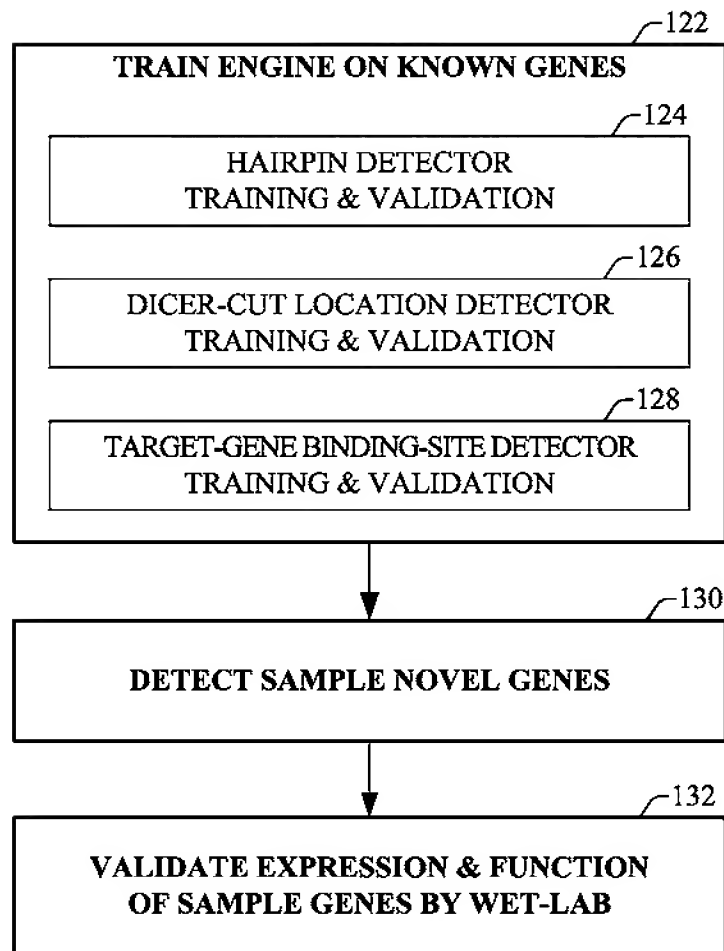 122
TRAIN ENGINE ON KNOWN GENES
124
HAIRPIN DETECTOR
TRAINING & VALIDATION
126
DICER-CUT LOCATION DETECTOR
TRAINING & VALIDATION
128
TARGET-GENE BINDING-SITE DETECTOR
TRAINING & VALIDATION
130
DETECT SAMPLE NOVEL GENES
132
VALIDATE EXPRESSION & FUNCTION
OF SAMPLE GENES BY WET-LAB